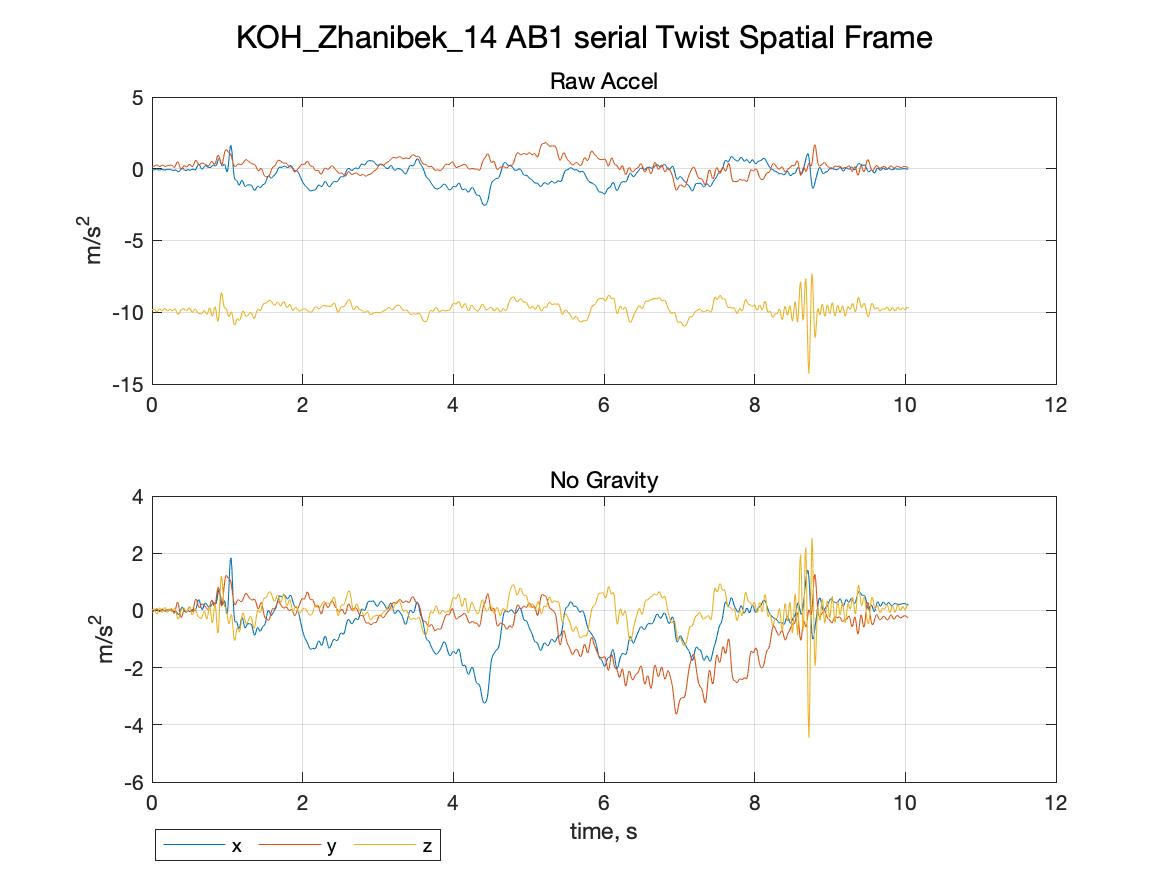 KOH_Zhanibek_14 AB1 serial Twist Spatial Frame
Raw Accel
5
0
-5
-10
-15
m/s²
0 2 4 6 8 10 12
No Gravity
4
2
0
-2
-4
-6
m/s²
0 2 4 6 8 10 12
time, s
x y z